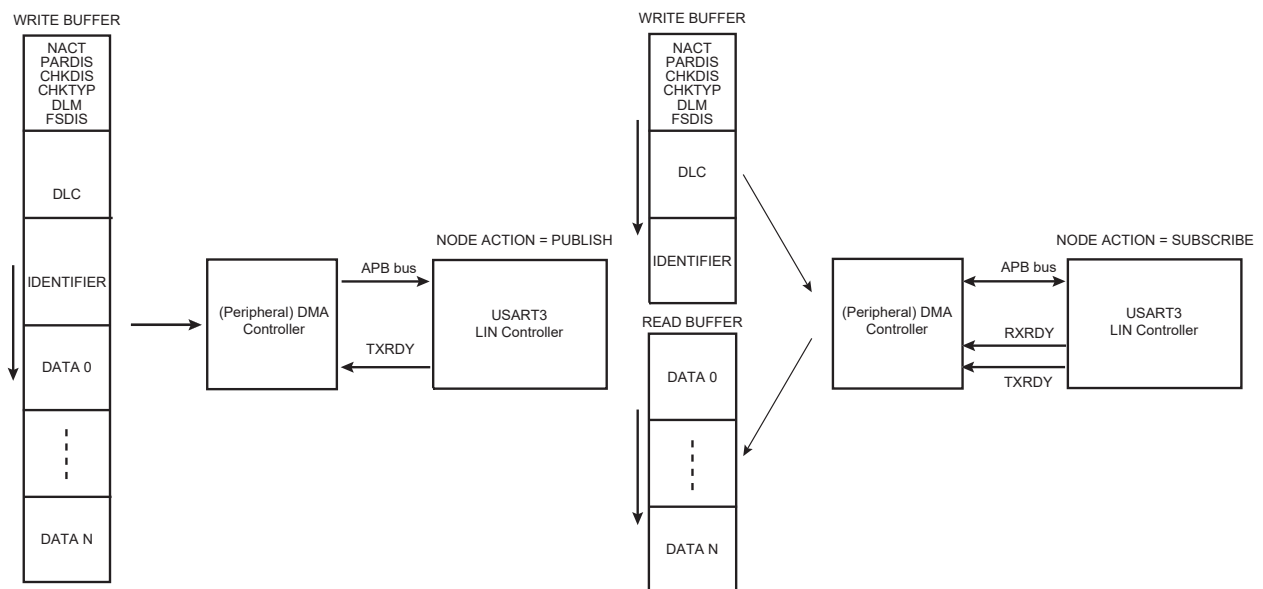 WRITE BUFFER
NACT
PARDIS
CHKDIS
CHKTYP
DLM
FSDIS
DLC
IDENTIFIER
DATA 0
DATA N
(Peripheral) DMA
Controller
APB bus
TXRDY
NODE ACTION = PUBLISH
USART3
LIN Controller
WRITE BUFFER
NACT
PARDIS
CHKDIS
CHKTYP
DLM
FSDIS
DLC
IDENTIFIER
READ BUFFER
DATA 0
DATA N
(Peripheral) DMA
Controller
APB bus
RXRDY
TXRDY
NODE ACTION = SUBSCRIBE
USART3
LIN Controller